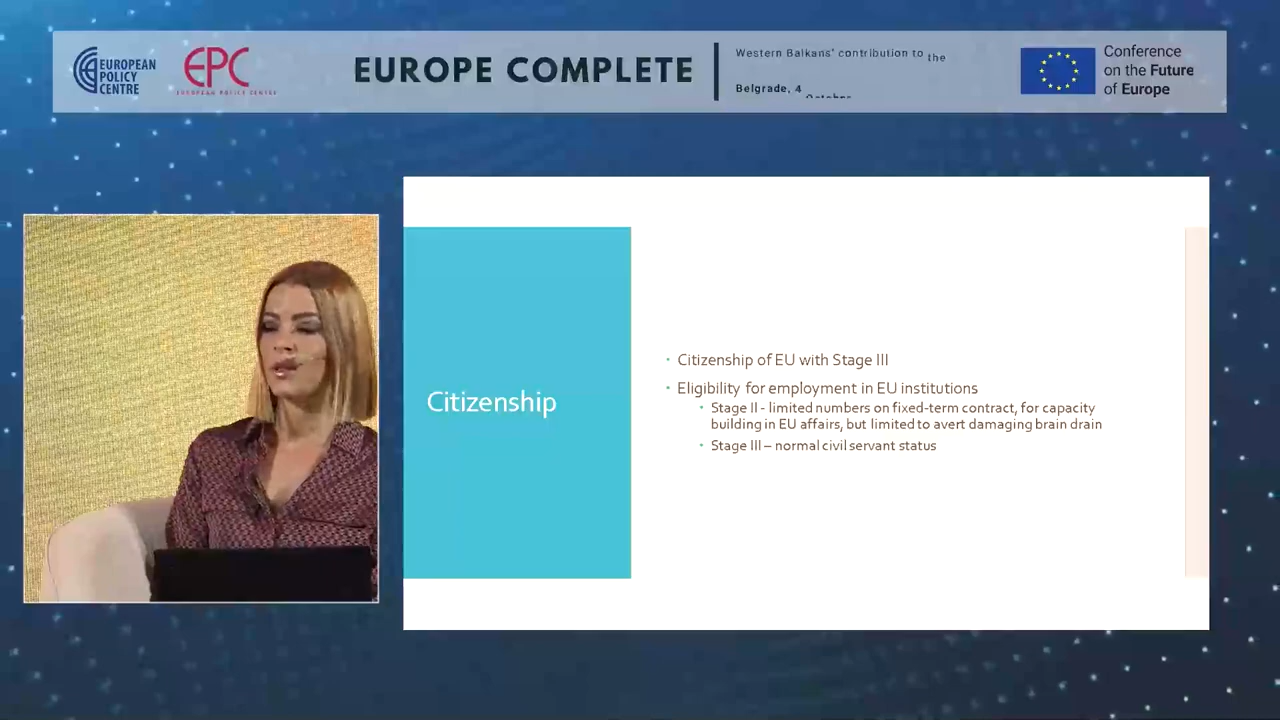 EUROPEAN
POLICY
CENTRE
EPC
EUROPEAN POLICY CENTRE
EUROPE COMPLETE
Western Balkans' contribution to the
Belgrade, 4
Conference
on the Future
of Europe
Citizenship
• Citizenship of EU with Stage III
• Eligibility for employment in EU institutions
• Stage II - limited numbers on fixed-term contract, for capacity
building in EU affairs, but limited to avert damaging brain drain
• Stage III – normal civil servant status